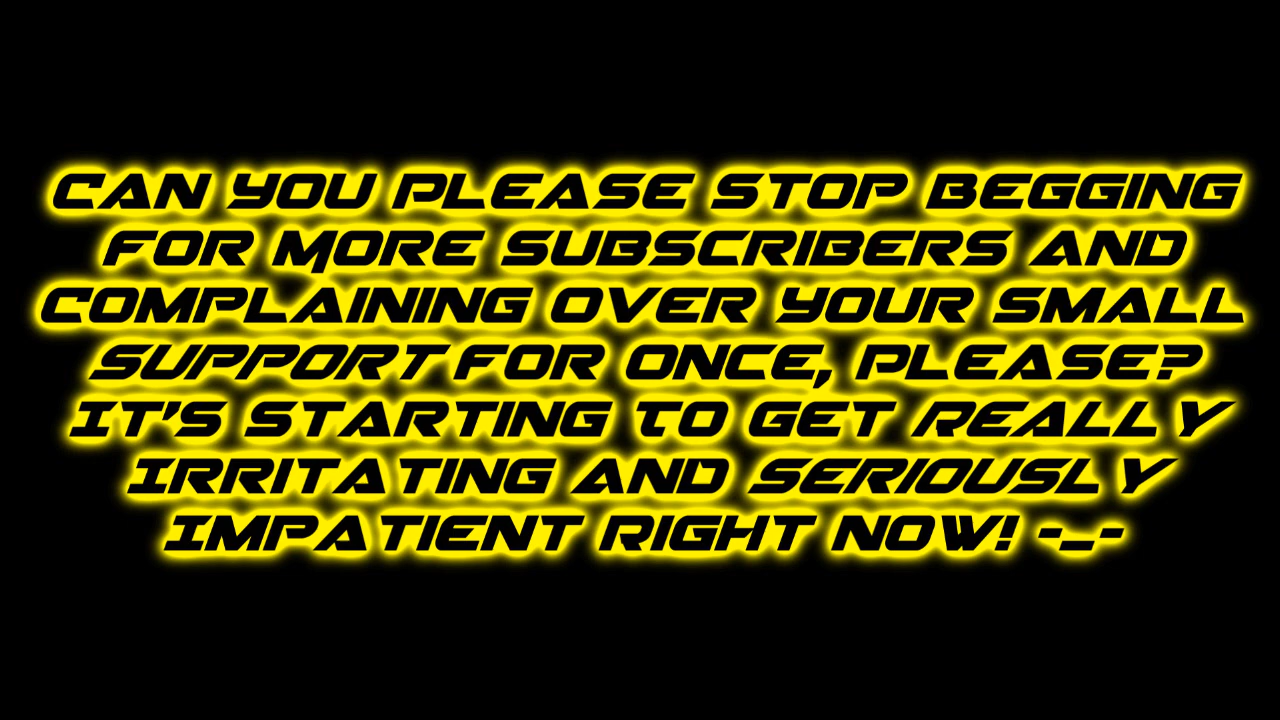 CAN YOU PLEASE STOP BEGGING
FOR MORE SUBSCRIBERS AND
COMPLAINING OVER YOUR SMALL
SUPPORT FOR ONCE, PLEASE?
IT'S STARTING TO GET REALLY
IRRITATING AND SERIOUSLY
IMPATIENT RIGHT NOW! -_-